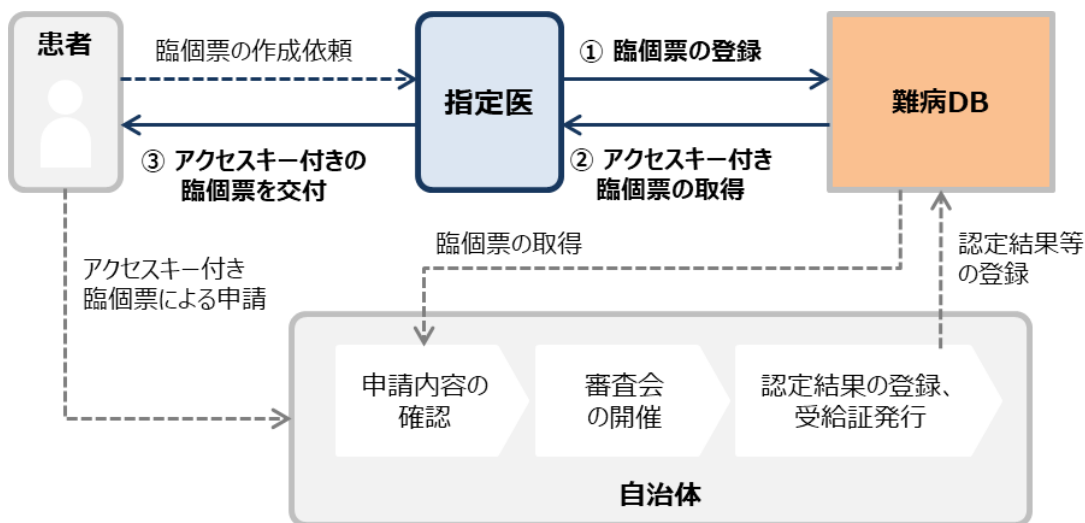 患者
臨個票の作成依頼
指定医
① 臨個票の登録
難病DB
③ アクセスキー付きの
臨個票を交付
② アクセスキー付き
臨個票の取得
アクセスキー付き
臨個票による申請
臨個票の取得
認定結果等
の登録
申請内容の
確認
審査会
の開催
認定結果の登録、
受給証発行
自治体